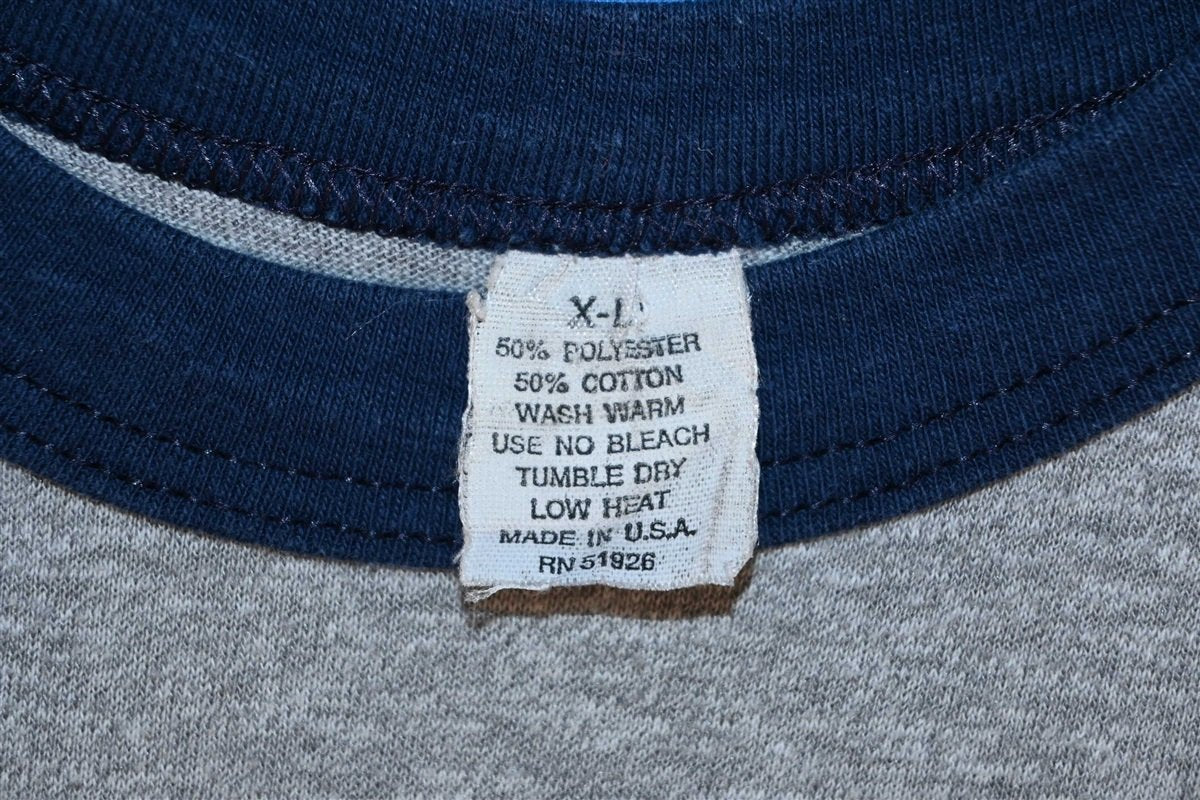 X-L
50% POLYESTER
50% COTTON
WASH WARM
USE NO BLEACH
TUMBLE DRY
LOW HEAT
MADE IN U.S.A.
RN 51926